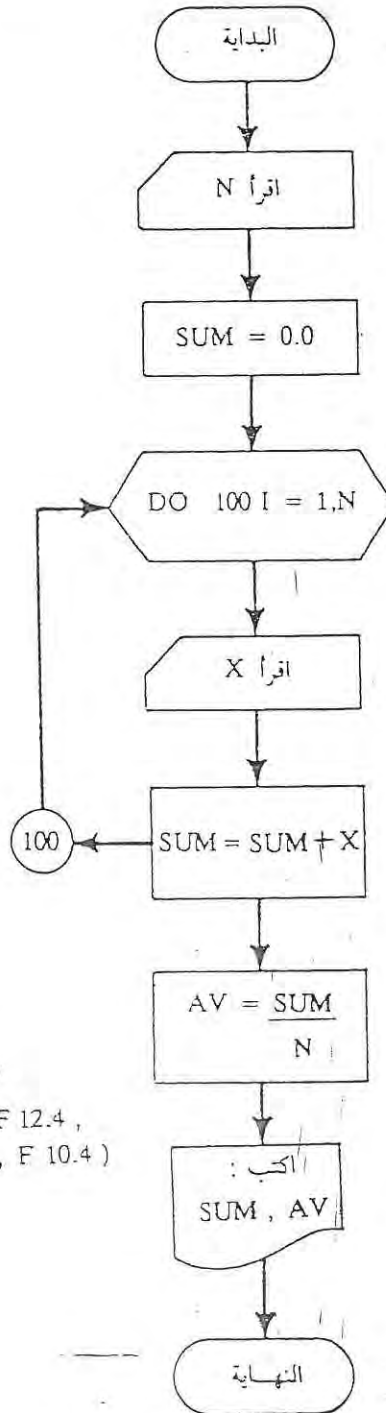 البداية
اقرأ N
SUM = 0.0
DO 100 I = 1,N
اقرأ X
100
SUM = SUM + X
AV = SUM
N
F 12.4 ,
, F 10.4 )
اكتب :
SUM , AV
النهاية